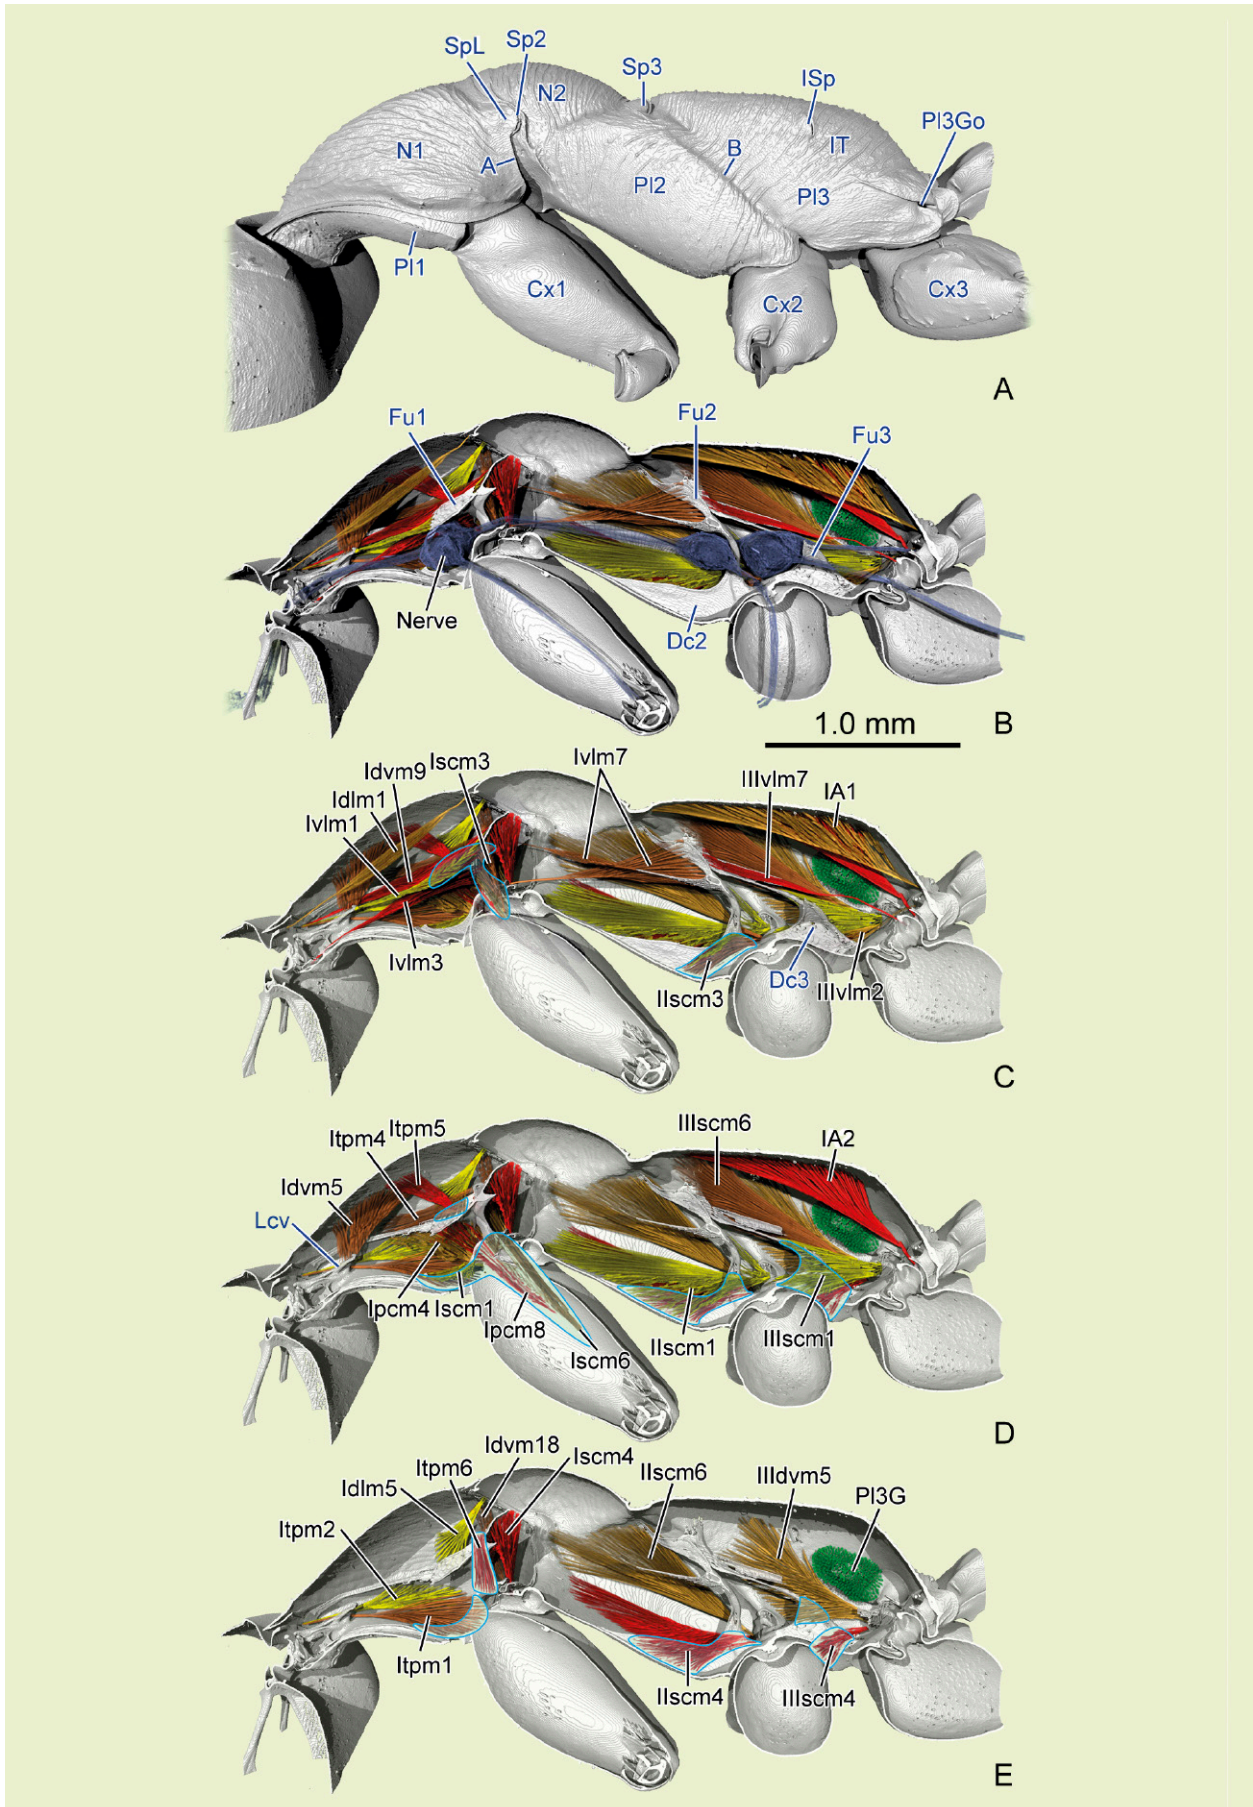 Sp2
SpL
Sp3
ISp
N2
Pl3Go
N1
IT
A
B
Pl2
Pl3
Pl1
Cx1
Cx2
Cx3
A
Fu1
Fu2
Fu3
Nerve
Dc2
B
1.0 mm
Iscm3
Ivlm7
Idvm9
IIIvlm7
IA1
Idlm1
Ivlm1
Ivlm3
Dc3
IIscm3
IIIvlm2
C
IIIscm6
Itpm5
IA2
Itpm4
Idvm5
Lcv
Ipcm4
Iscm1
Ipcm8
IIscm1
IIIscm1
Iscm6
D
Idvm18
Iscm4
Itpm6
IIscm6
IIIdvm5
Idlm5
Pl3G
Itpm2
Itpm1
IIscm4
IIIscm4
E